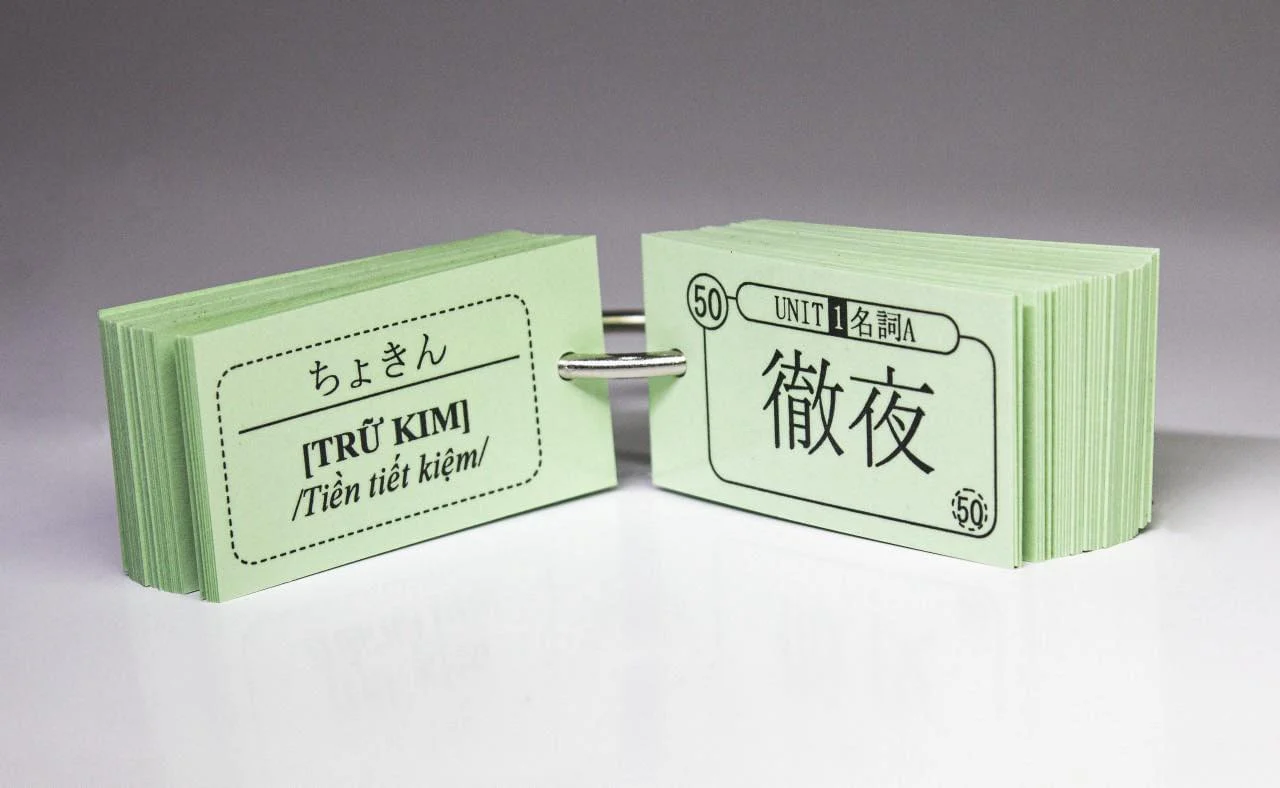 ちょきん
[TRỮ KIM]
/Tiền tiết kiệm/
50 UNIT 1 名詞A
徹夜
50